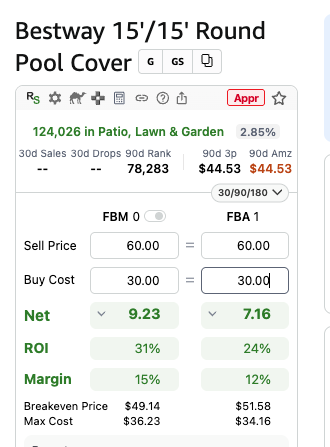 Bestway 15'/15' Round
Pool Cover G GS
RS Appr
124,026 in Patio, Lawn & Garden 2.85%
30d Sales 30d Drops 90d Rank 90d 3p 90d Amz
-- -- 78,283 $44.53 $44.53
30/90/180
FBM 0 FBA 1
Sell Price 60.00 = 60.00
Buy Cost 30.00 = 30.00
Net 9.23 7.16
ROI 31% 24%
Margin 15% 12%
Breakeven Price $49.14 $51.58
Max Cost $36.23 $34.16